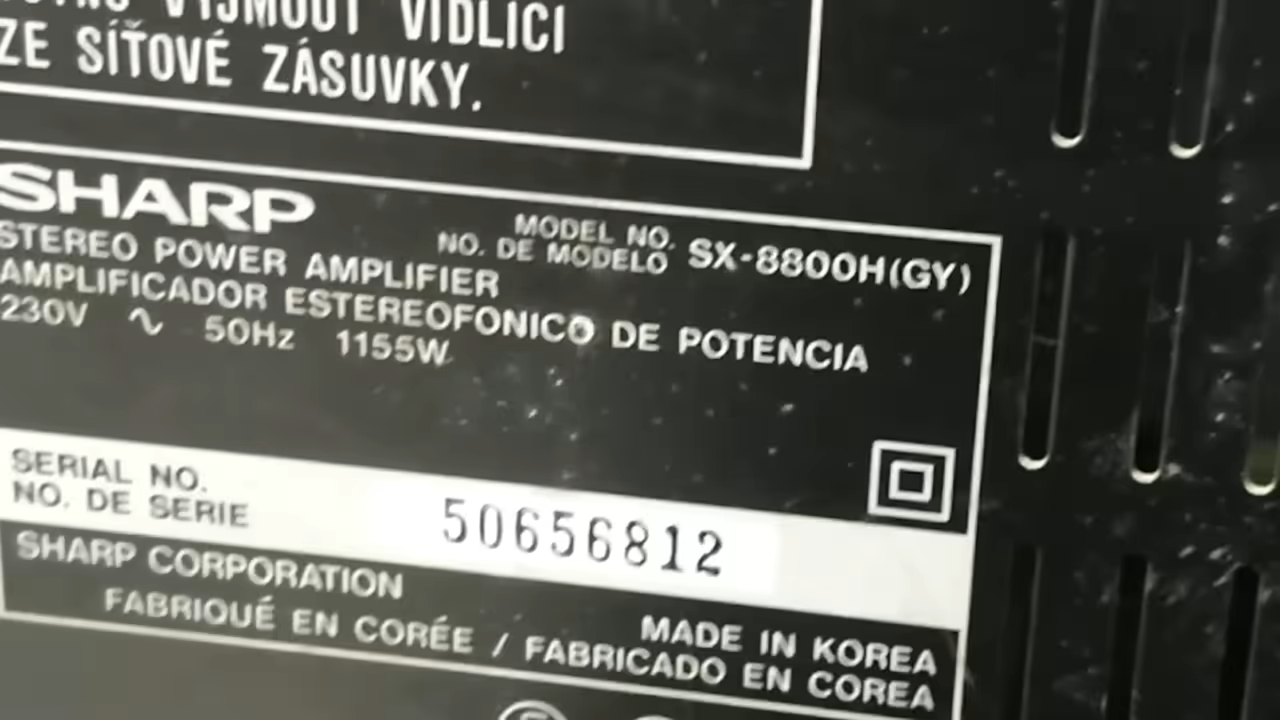 VYJMOUT VIDLICI
ZE SÍŤOVÉ ZÁSUVKY.
SHARP
MODEL NO.
NO. DE MODELO SX-8800H(GY)
STEREO POWER AMPLIFIER
AMPLIFICADOR ESTEREOFONICO DE POTENCIA
230V ∿ 50Hz 1155W
SERIAL NO.
NO. DE SERIE 50656812
SHARP CORPORATION
MADE IN KOREA
FABRIQUÉ EN CORÉE / FABRICADO EN COREA